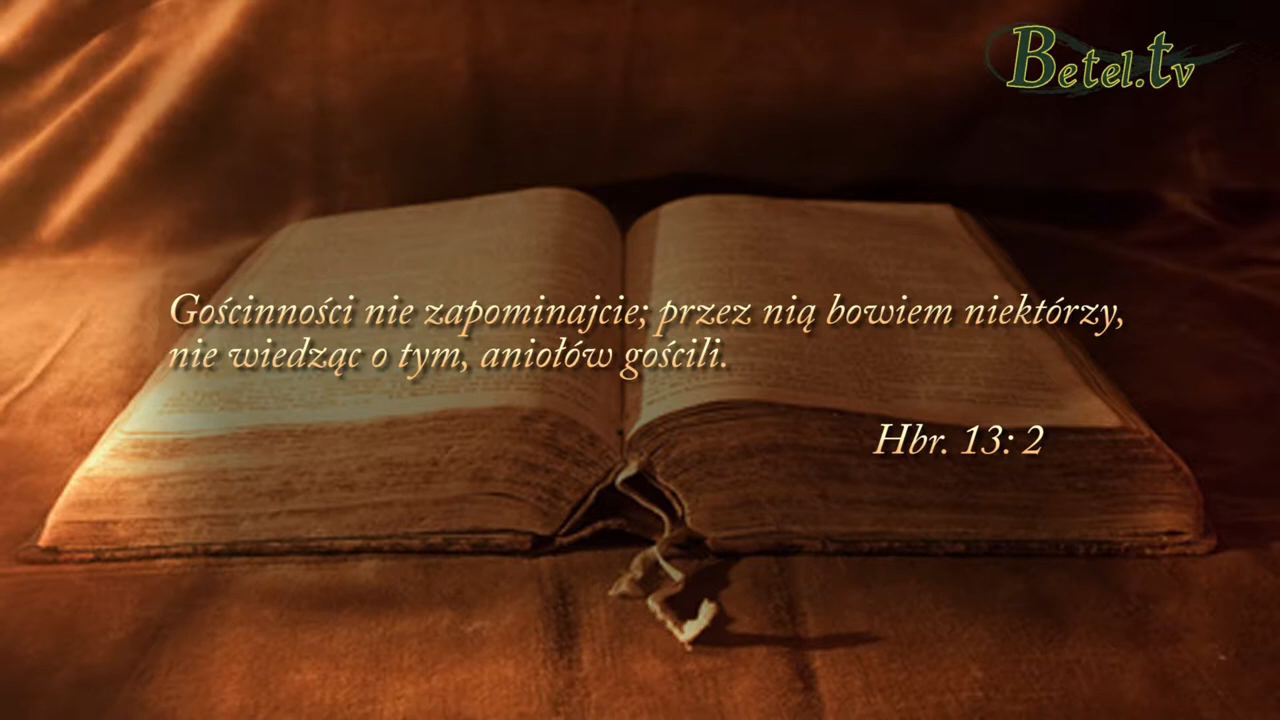 Betel.tv
Gościnności nie zapominajcie; przez nią bowiem niektórzy,
nie wiedząc o tym, aniołów gościli.
Hbr. 13: 2